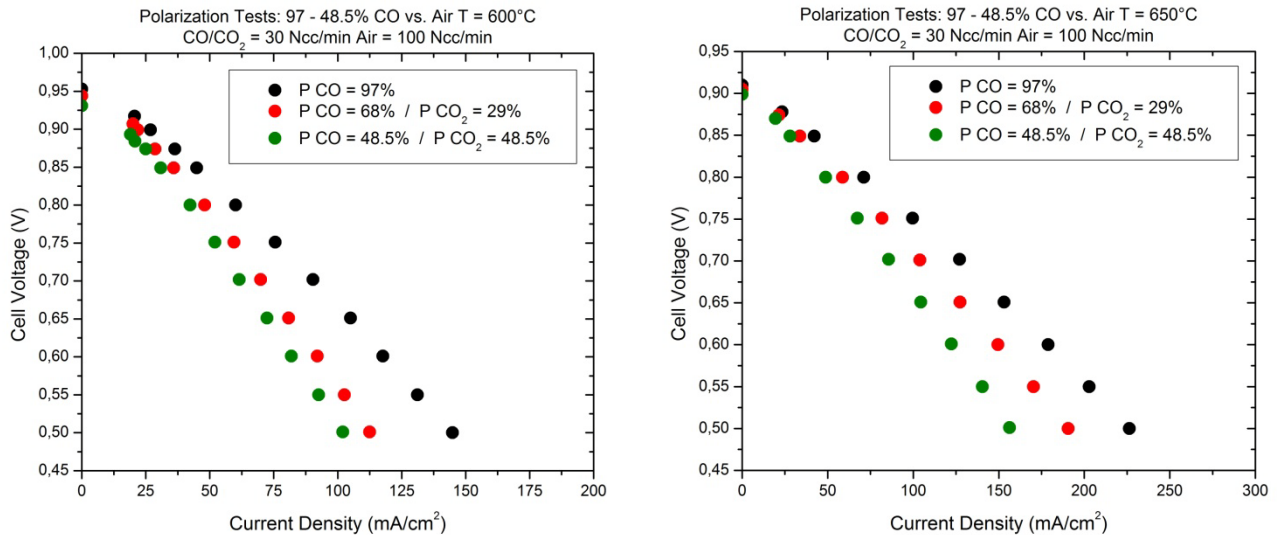 Polarization Tests: 97 - 48.5% CO vs. Air T = 600°C
CO/CO₂ = 30 Ncc/min Air = 100 Ncc/min
P CO = 97%
P CO = 68% / P CO₂ = 29%
P CO = 48.5% / P CO₂ = 48.5%
Cell Voltage (V)
1,00
0,95
0,90
0,85
0,80
0,75
0,70
0,65
0,60
0,55
0,50
0,45
0 25 50 75 100 125 150 175 200
Current Density (mA/cm²)
Polarization Tests: 97 - 48.5% CO vs. Air T = 650°C
CO/CO₂ = 30 Ncc/min Air = 100 Ncc/min
P CO = 97%
P CO = 68% / P CO₂ = 29%
P CO = 48.5% / P CO₂ = 48.5%
Cell Voltage (V)
0,95
0,90
0,85
0,80
0,75
0,70
0,65
0,60
0,55
0,50
0,45
0 50 100 150 200 250 300
Current Density (mA/cm²)